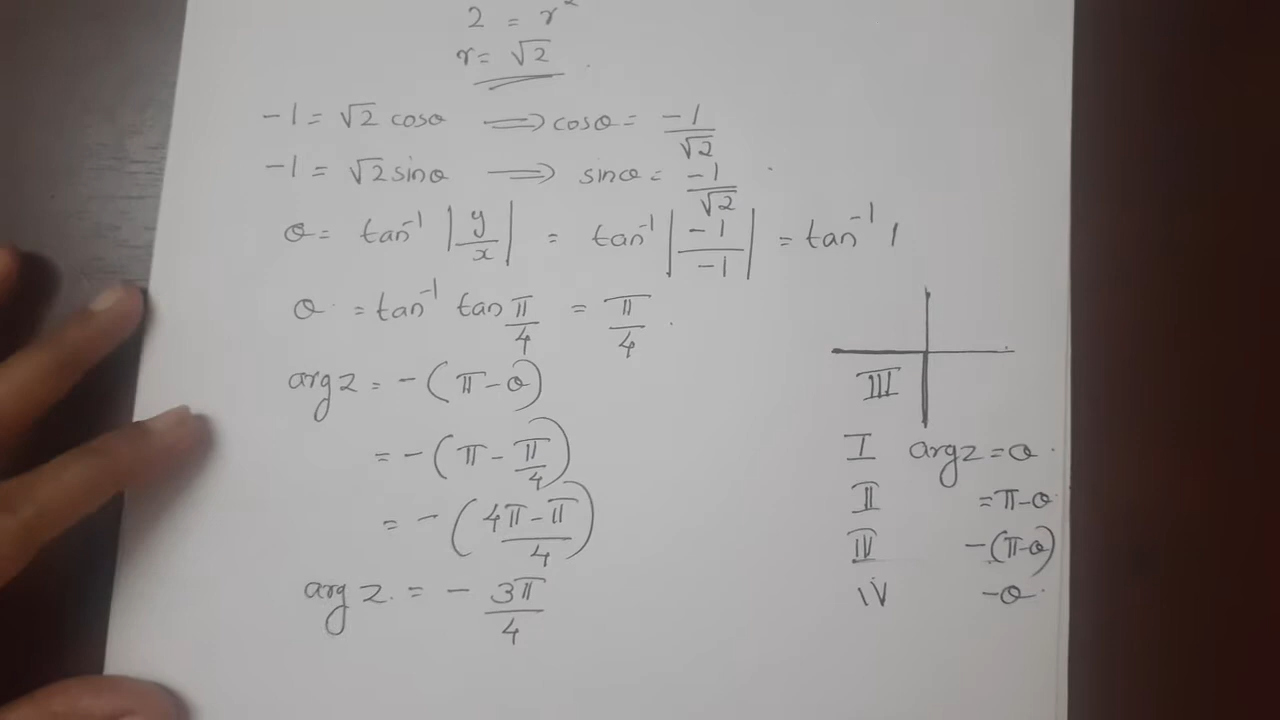 2 = r²
r = √2
-1 = √2 cosθ ⟹ cosθ = -1/√2
-1 = √2 sinθ ⟹ sinθ = -1/√2
θ = tan⁻¹ |y/x| = tan⁻¹ |-1/-1| = tan⁻¹ 1
θ = tan⁻¹ tan π/4 = π/4
arg z = -(π-θ)
= -(π - π/4)
= -(4π-π/4)
arg z = - 3π/4
III
I arg z = θ
II = π-θ
IV -(π-θ)
IV -θ